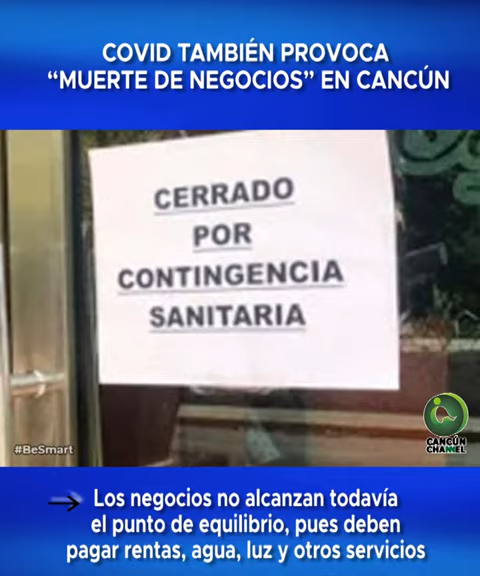 COVID TAMBIÉN PROVOCA
“MUERTE DE NEGOCIOS” EN CANCÚN
CERRADO
POR
CONTINGENCIA
SANITARIA
#BeSmart
CANCÚN
CHANNEL
Los negocios no alcanzan todavía
el punto de equilibrio, pues deben
pagar rentas, agua, luz y otros servicios